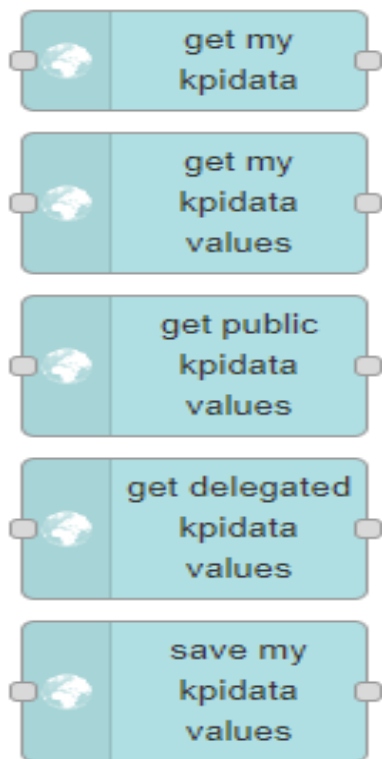 get my
kpidata
get my
kpidata
values
get public
kpidata
values
get delegated
kpidata
values
save my
kpidata
values